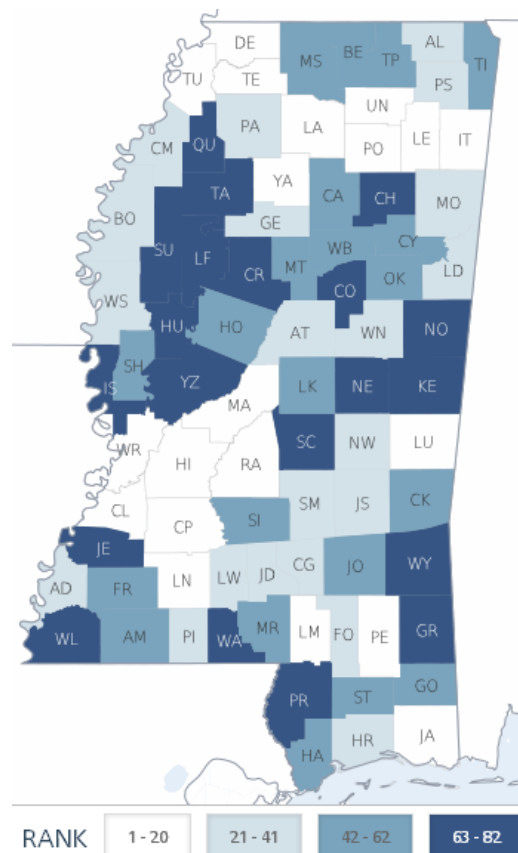 DE
AL
MS
BE
TP
TI
TU
TE
PS
UN
QU
PA
LA
LE
IT
CM
PO
TA
YA
CA
CH
MO
BO
GE
SU
LF
WB
CY
CR
MT
OK
LD
WS
CO
HU
HO
AT
WN
NO
SH
IS
YZ
LK
NE
KE
MA
WR
HI
RA
SC
NW
LU
CL
CP
SI
SM
JS
CK
JE
AD
FR
LN
LW
JD
CG
JO
WY
WL
AM
PI
WA
MR
LM
FO
PE
GR
PR
ST
GO
HA
HR
JA
RANK 1 - 20 21 - 41 42 - 62 63 - 82